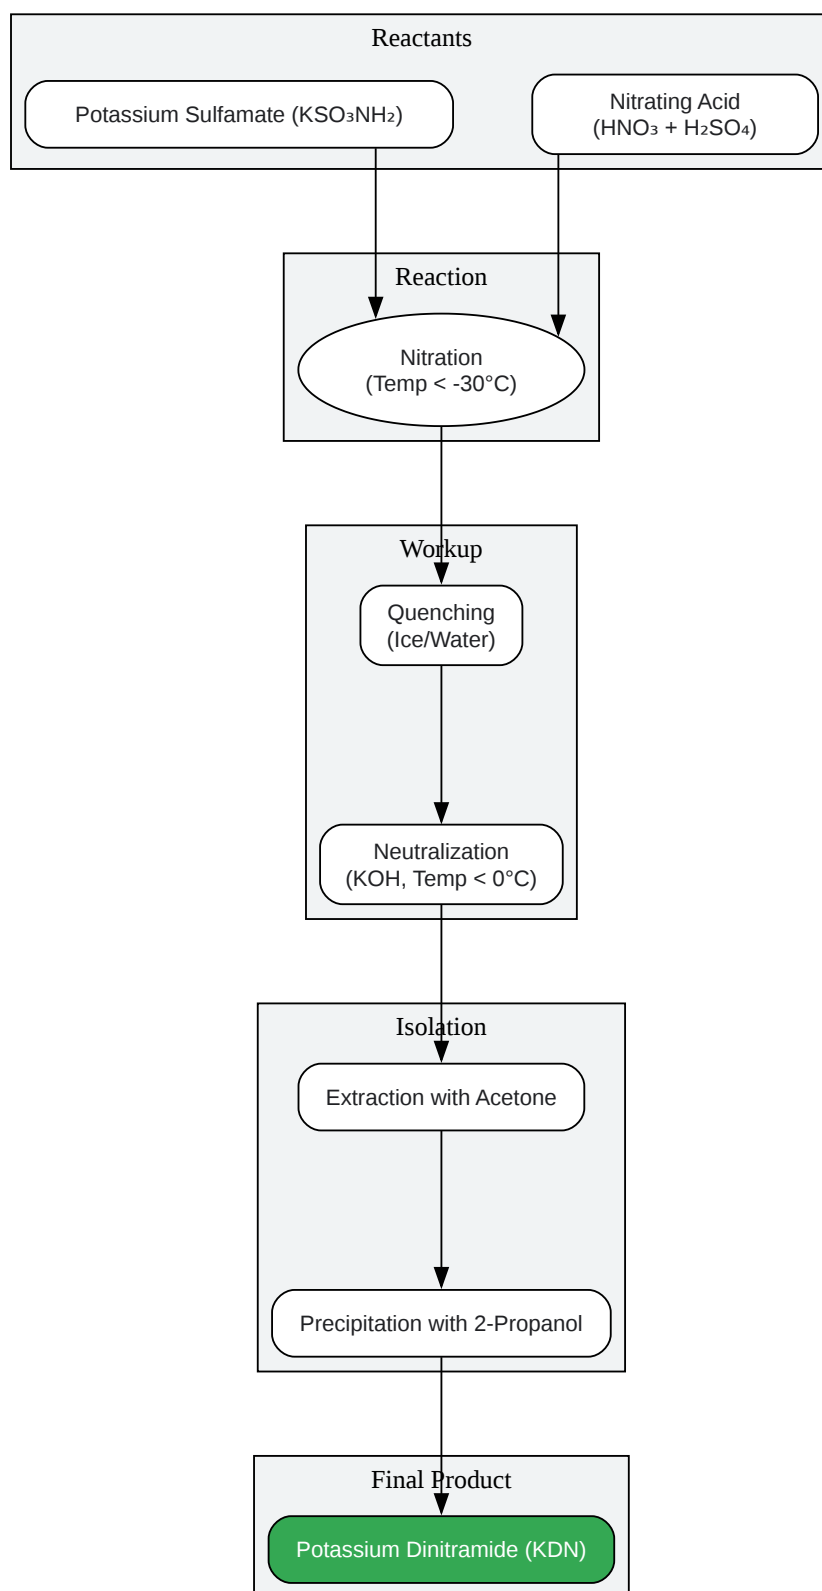 Reactants
Potassium Sulfamate (KSO₃NH₂)
Nitrating Acid
(HNO₃ + H₂SO₄)
Reaction
Nitration
(Temp < -30°C)
Workup
Quenching
(Ice/Water)
Neutralization
(KOH, Temp < 0°C)
Isolation
Extraction with Acetone
Precipitation with 2-Propanol
Final Product
Potassium Dinitramide (KDN)